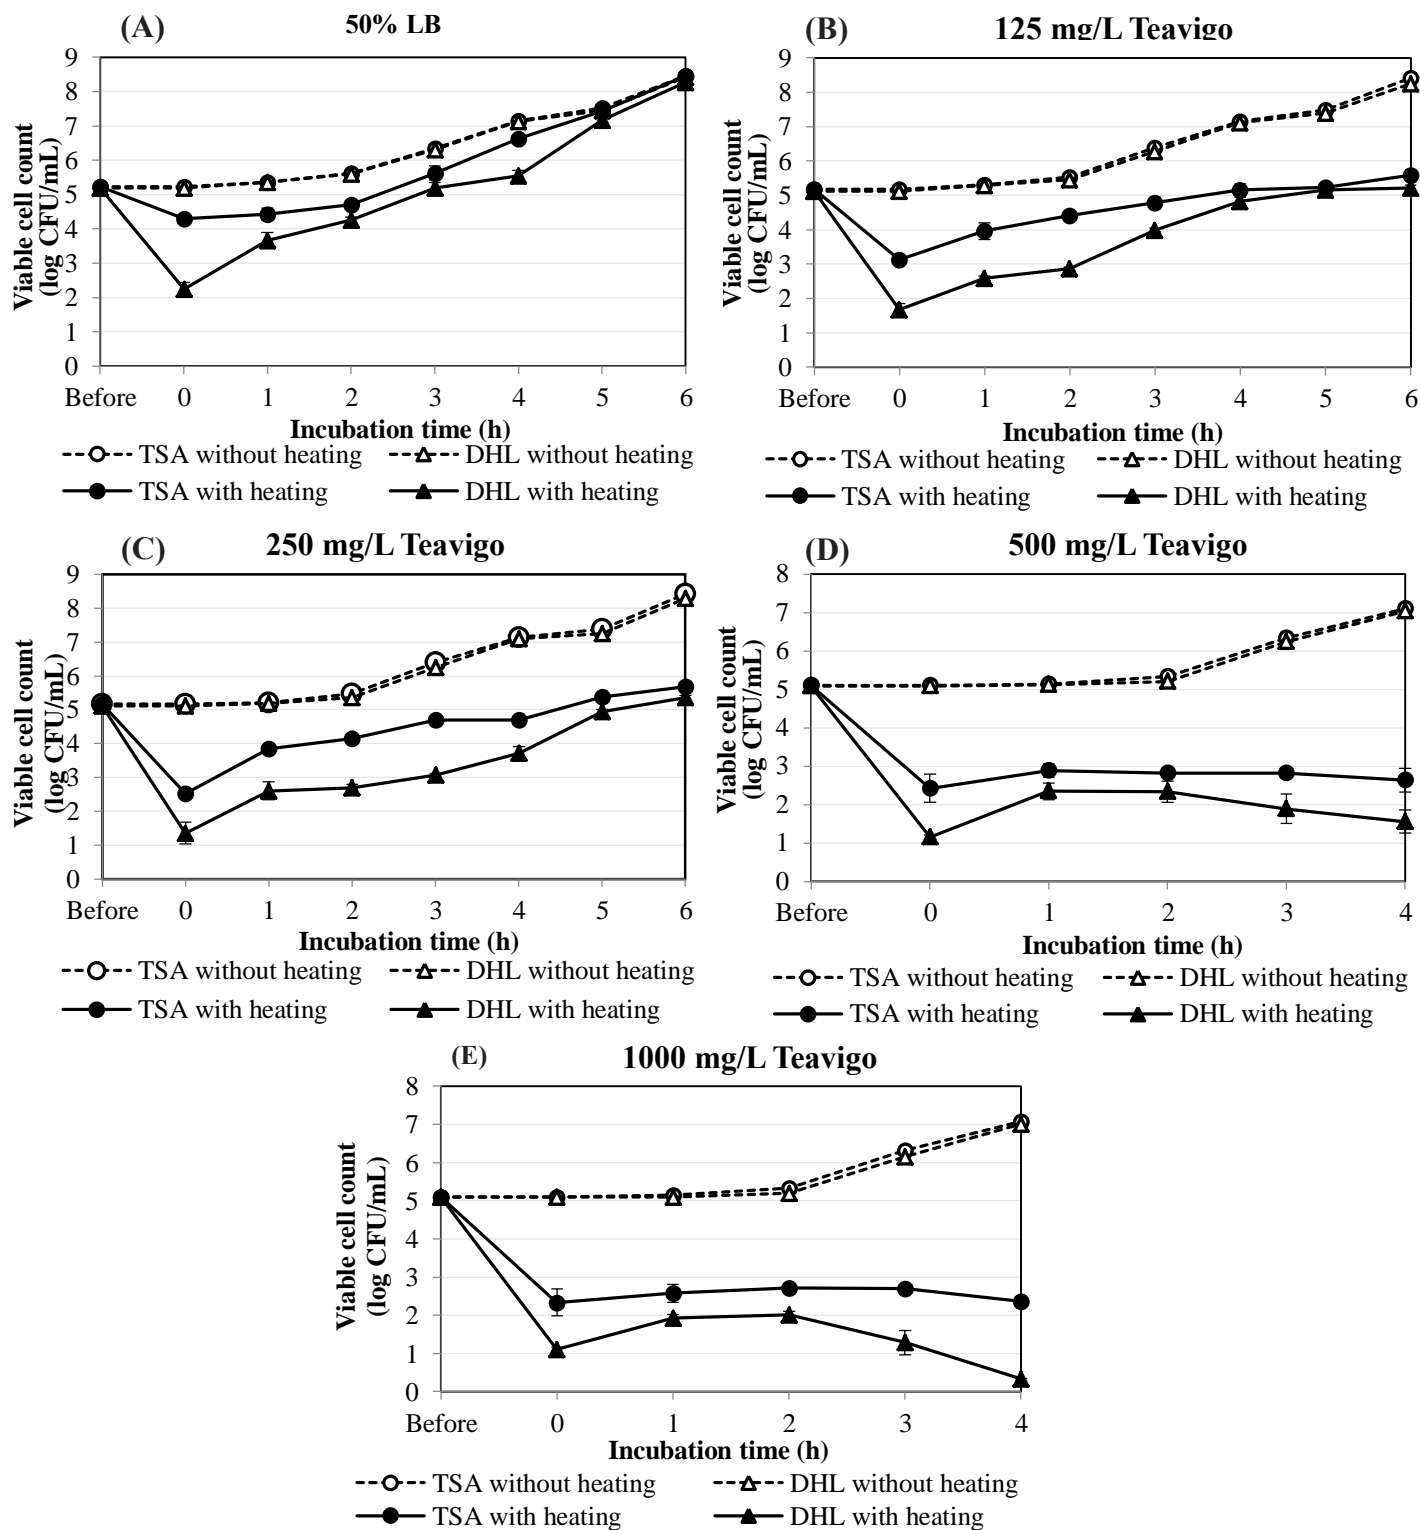 (A) 50% LB
9
8
7
6
5
4
3
2
1
0
Viable cell count
(log CFU/mL)
Before 0 1 2 3 4 5 6
Incubation time (h)
TSA without heating DHL without heating
TSA with heating DHL with heating
(B) 125 mg/L Teavigo
9
8
7
6
5
4
3
2
1
0
Viable cell count
(log CFU/mL)
Before 0 1 2 3 4 5 6
Incubation time (h)
TSA without heating DHL without heating
TSA with heating DHL with heating
(C) 250 mg/L Teavigo
9
8
7
6
5
4
3
2
1
0
Viable cell count
(log CFU/mL)
Before 0 1 2 3 4 5 6
Incubation time (h)
TSA without heating DHL without heating
TSA with heating DHL with heating
(D) 500 mg/L Teavigo
8
7
6
5
4
3
2
1
0
Viable cell count
(log CFU/mL)
Before 0 1 2 3 4
Incubation time (h)
TSA without heating DHL without heating
TSA with heating DHL with heating
(E) 1000 mg/L Teavigo
8
7
6
5
4
3
2
1
0
Viable cell count
(log CFU/mL)
Before 0 1 2 3 4
Incubation time (h)
TSA without heating DHL without heating
TSA with heating DHL with heating